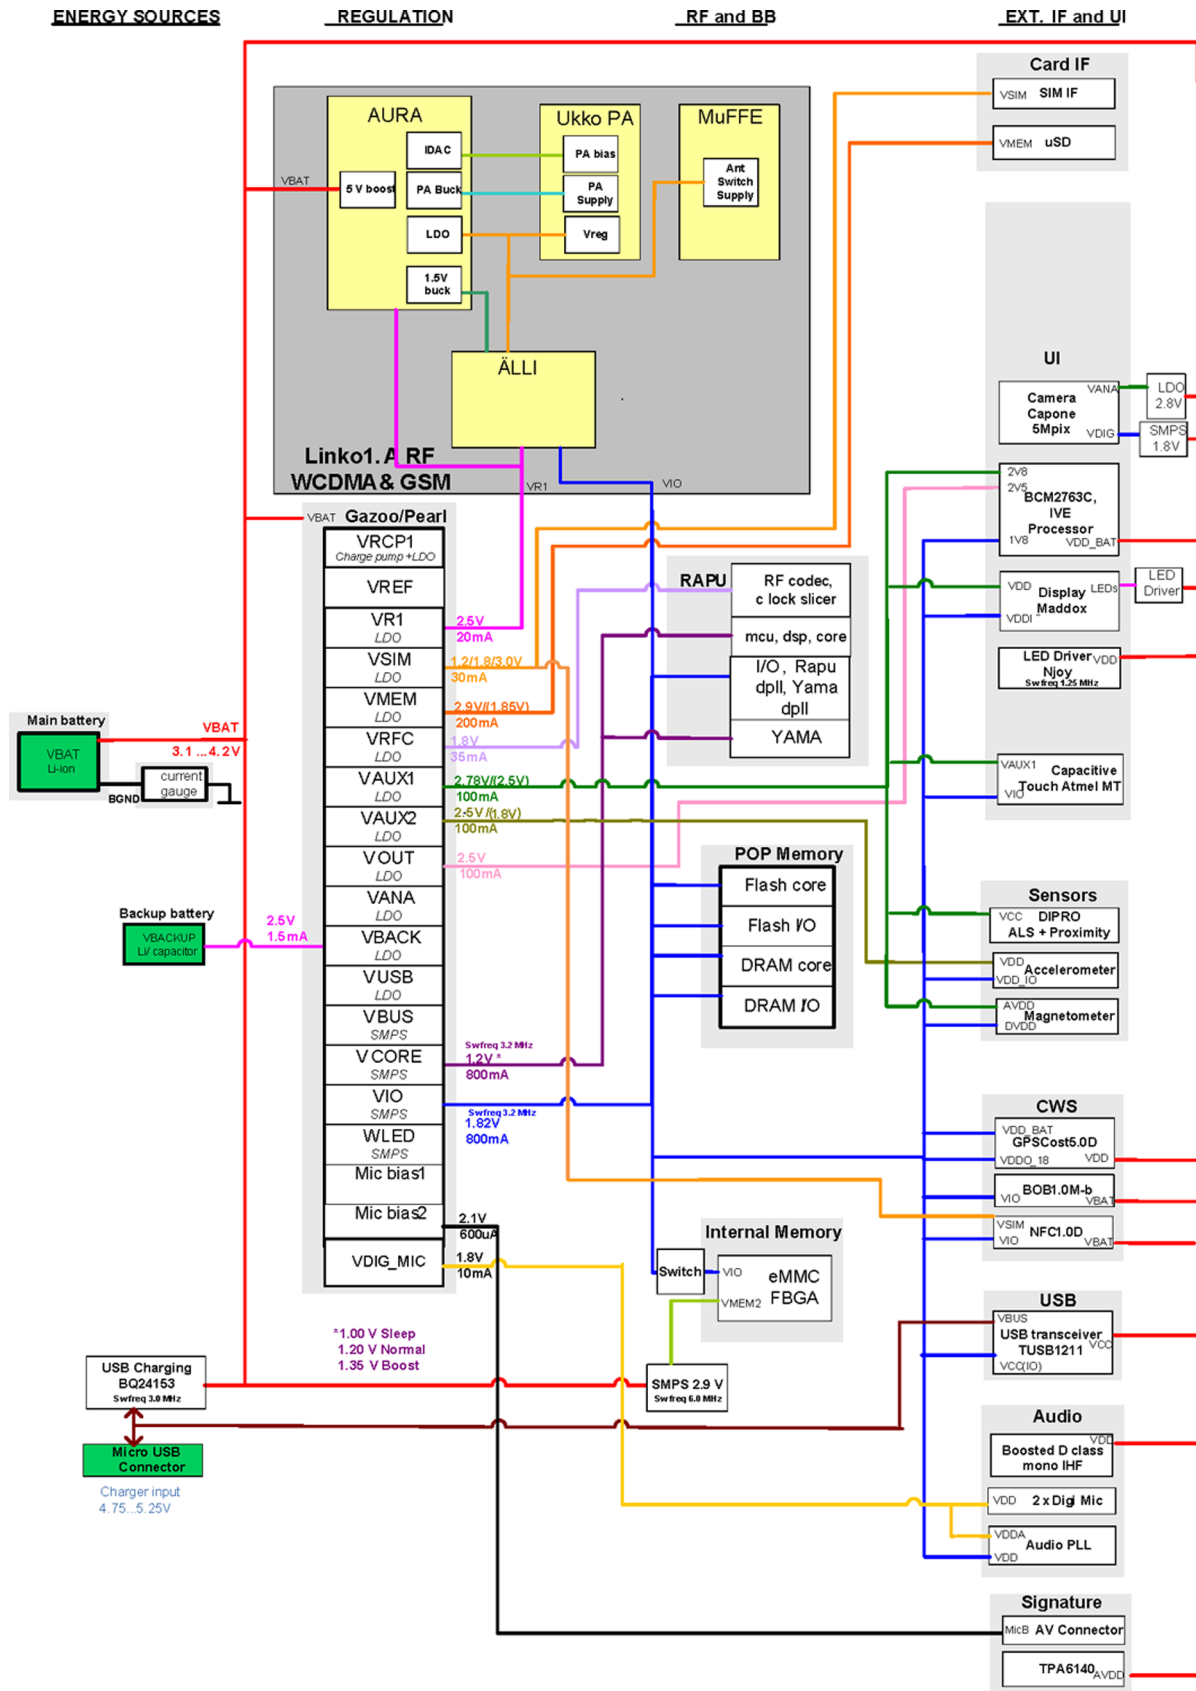 ENERGY SOURCES
REGULATION
RF and BB
EXT. IF and UI
Card IF
VSIM SIM IF
VMEM uSD
AURA
IDAC
5 V boost
PA Buck
LDO
1.5V
buck
Ukko PA
PA bias
PA
Supply
Vreg
MuFFE
Ant
Switch
Supply
VBAT
ÄLLI
Linko1. A RF
WCDMA & GSM
VR1
VIO
UI
Camera
Capone
5Mpix
VANA
VDIG
LDO
2.8V
SMPS
1.8V
2V8
2V5
BCM2763C,
IVE
Processor
1V8
VDD_BAT
VDD
Display
Maddox
LEDs
VDDI
LED
Driver
LED Driver
Njoy
VDD
Swfreq 1.25 MHz
VAUX1
Capacitive
Touch Atmel MT
VIO
VBAT
Gazoo/Pearl
VRCP1
Charge pump +LDO
VREF
VR1
LDO
2.5V
20mA
VSIM
LDO
1.2/1.8/3.0V
30mA
VMEM
LDO
2.9V/(1.85V)
200mA
VRFC
LDO
1.8V
35mA
VAUX1
LDO
2.78V/(2.5V)
100mA
VAUX2
LDO
2.5V/(1.8V)
100mA
VOUT
LDO
2.5V
100mA
VANA
LDO
VBACK
LDO
VUSB
LDO
VBUS
SMPS
VCORE
SMPS
Swfreq 3.2 MHz
1.2V *
800mA
VIO
SMPS
Swfreq 3.2 MHz
1.82V
800mA
WLED
SMPS
Mic bias1
Mic bias2
2.1V
600uA
VDIG_MIC
1.8V
10mA
*1.00 V Sleep
1.20 V Normal
1.35 V Boost
RAPU
RF codec,
c lock slicer
mcu, dsp, core
I/O, Rapu
dpll, Yama
dpll
YAMA
Main battery
VBAT
Li-ion
VBAT
3.1 ...4.2V
BGND
current
gauge
Backup battery
VBACKUP
Li/ capacitor
2.5V
1.5mA
POP Memory
Flash core
Flash I/O
DRAM core
DRAM I/O
Sensors
VCC DIPRO
ALS + Proximity
VDD
Accelerometer
VDD_IO
AVDD
Magnetometer
DVDD
CWS
VDD_BAT
GPSCost5.0D
VDDO_18 VDD
BOB1.0M-b
VIO
VBAT
VSIM
NFC1.0D
VIO
VBAT
Internal Memory
Switch
VIO
eMMC
FBGA
VMEM2
SMPS 2.9 V
Swfreq 6.0 MHz
USB
VBUS
USB transceiver
TUSB1211
VCC
VCC(IO)
USB Charging
BQ24153
Swfreq 3.0 MHz
Micro USB
Connector
Charger input
4.75...5.25V
Audio
VDD
Boosted D class
mono IHF
VDD 2 x Digi Mic
VDDA
Audio PLL
VDD
Signature
MicB AV Connector
TPA6140
AVDD